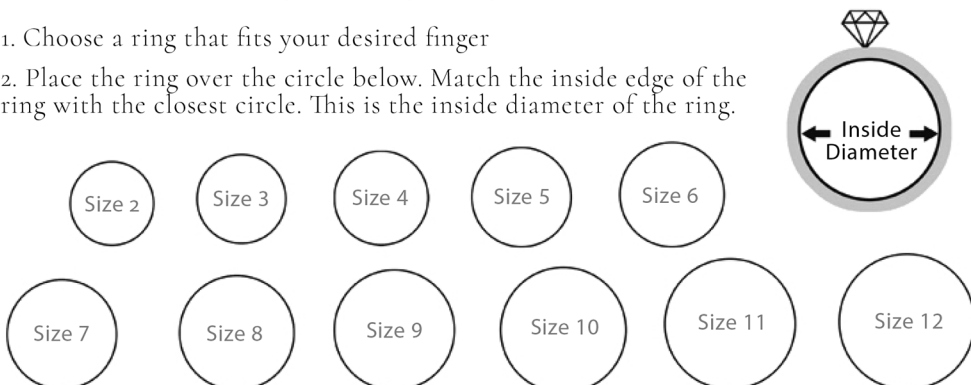 1. Choose a ring that fits your desired finger
2. Place the ring over the circle below. Match the inside edge of the
ring with the closest circle. This is the inside diameter of the ring.
Inside
Diameter
Size 2
Size 3
Size 4
Size 5
Size 6
Size 7
Size 8
Size 9
Size 10
Size 11
Size 12